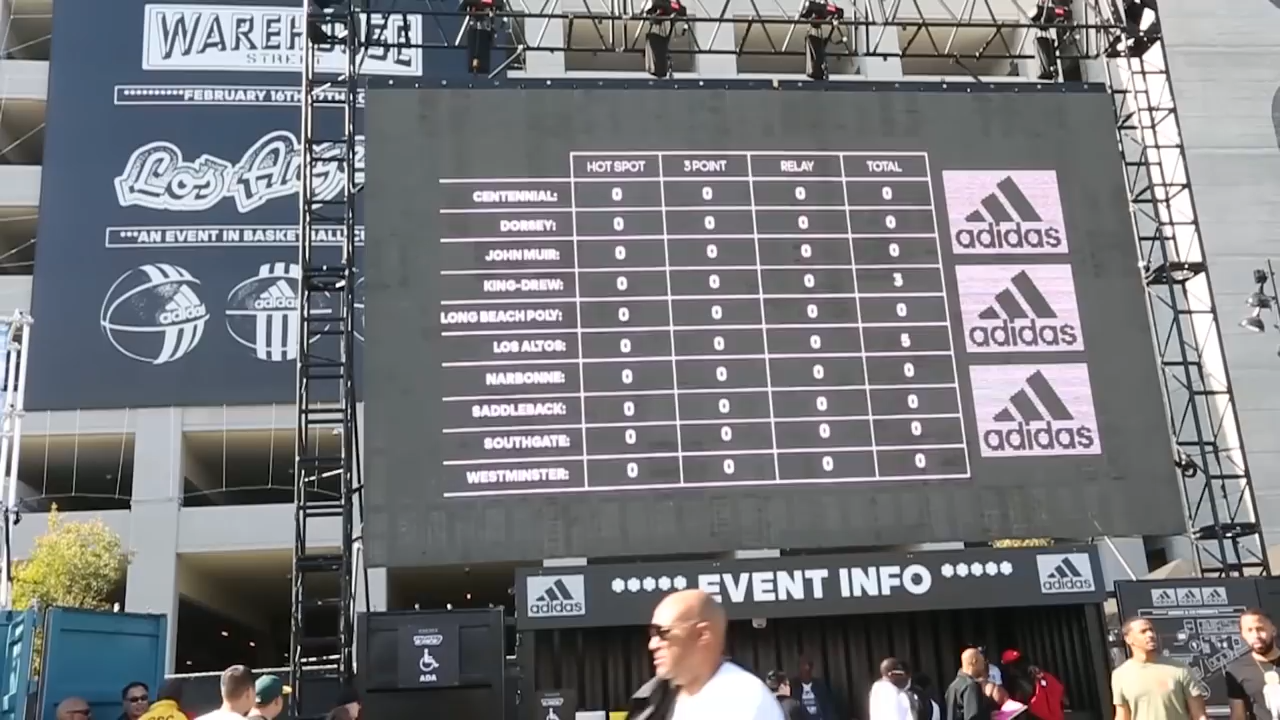 WAREHOUSE
STREET
**********FEBRUARY 16TH
Los Ange
***AN EVENT IN BASKETBALL
adidas
adidas
HOT SPOT 3 POINT RELAY TOTAL
CENTENNIAL: 0 0 0 0
DORSEY: 0 0 0 0
JOHN MUIR: 0 0 0 0
KING-DREW: 0 0 0 3
LONG BEACH POLY: 0 0 0 0
LOS ALTOS: 0 0 0 5
NARBONNE: 0 0 0 0
SADDLEBACK: 0 0 0 0
SOUTHGATE: 0 0 0 0
WESTMINSTER: 0 0 0 0
adidas
adidas
adidas
adidas ***** EVENT INFO ***** adidas
ADA